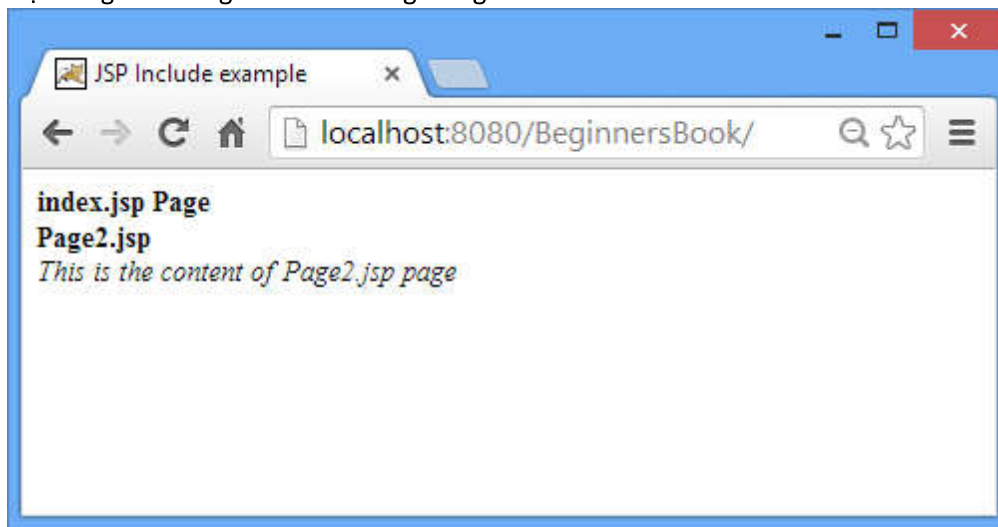 JSP Include example
localhost:8080/BeginnersBook/
index.jsp Page
Page2.jsp
This is the content of Page2.jsp page